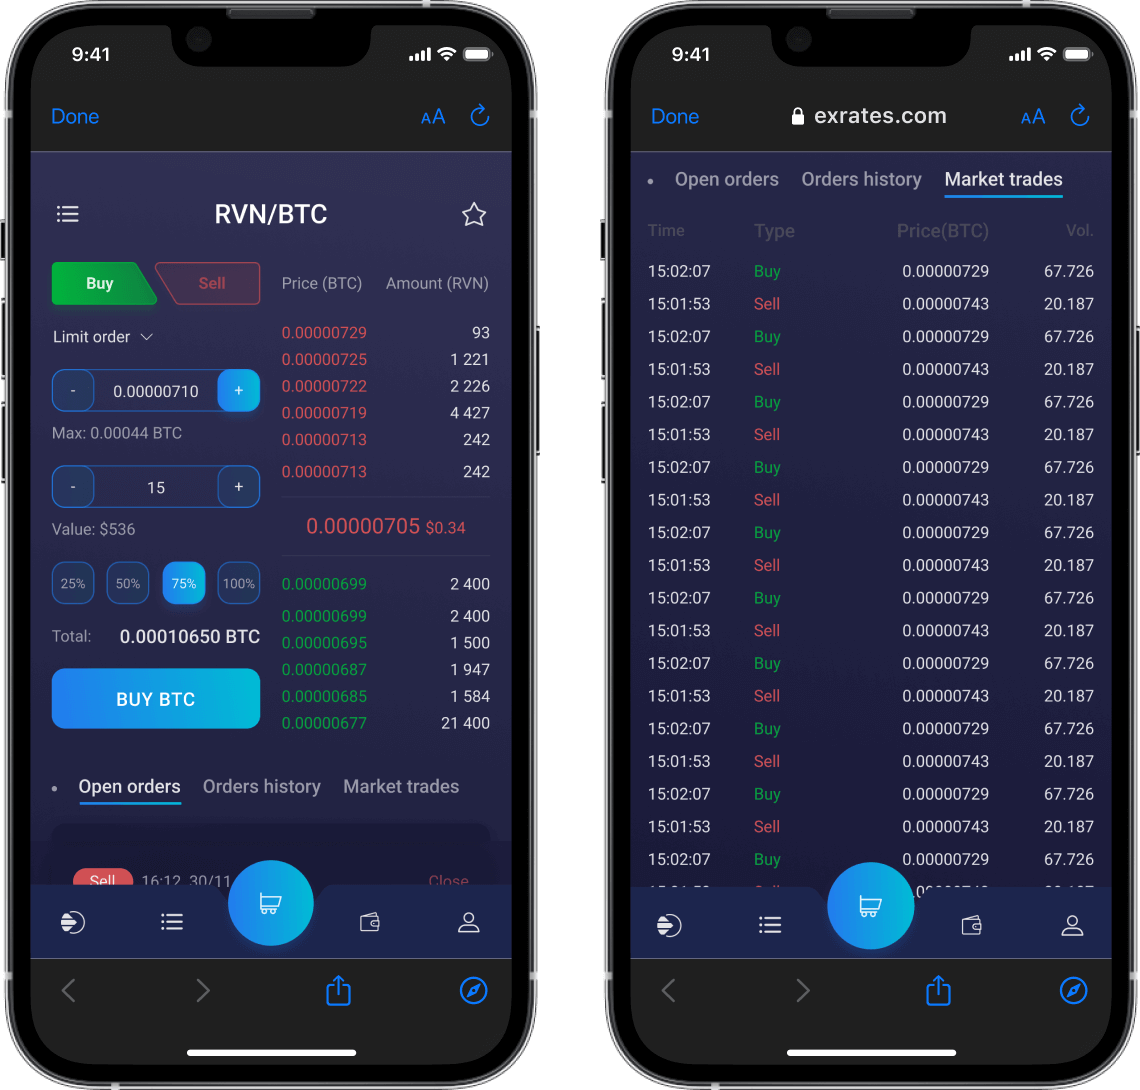 9:41
Done
AA
RVN/BTC
Buy Sell Price (BTC) Amount (RVN)
Limit order
0.00000729 93
0.00000725 1 221
- 0.00000710 +
0.00000722 2 226
0.00000719 4 427
Max: 0.00044 BTC
0.00000713 242
0.00000713 242
- 15 +
Value: $536
0.00000705 $0.34
25% 50% 75% 100%
0.00000699 2 400
0.00000699 2 400
Total: 0.00010650 BTC
0.00000695 1 500
0.00000687 1 947
BUY BTC
0.00000685 1 584
0.00000677 21 400
Open orders Orders history Market trades
Sell 16:12, 30/11 Close
9:41
Done
exrates.com
AA
Open orders Orders history Market trades
Time Type Price(BTC) Vol.
15:02:07 Buy 0.00000729 67.726
15:01:53 Sell 0.00000743 20.187
15:02:07 Buy 0.00000729 67.726
15:01:53 Sell 0.00000743 20.187
15:02:07 Buy 0.00000729 67.726
15:01:53 Sell 0.00000743 20.187
15:02:07 Buy 0.00000729 67.726
15:01:53 Sell 0.00000743 20.187
15:02:07 Buy 0.00000729 67.726
15:01:53 Sell 0.00000743 20.187
15:02:07 Buy 0.00000729 67.726
15:01:53 Sell 0.00000743 20.187
15:02:07 Buy 0.00000729 67.726
15:01:53 Sell 0.00000743 20.187
15:02:07 Buy 0.00000729 67.726
15:01:53 Sell 0.00000743 20.187
15:02:07 Buy 0.00000729 67.726
15:01:53 Sell 0.00000743 20.187
15:02:07 Buy 0.00000729 67.726